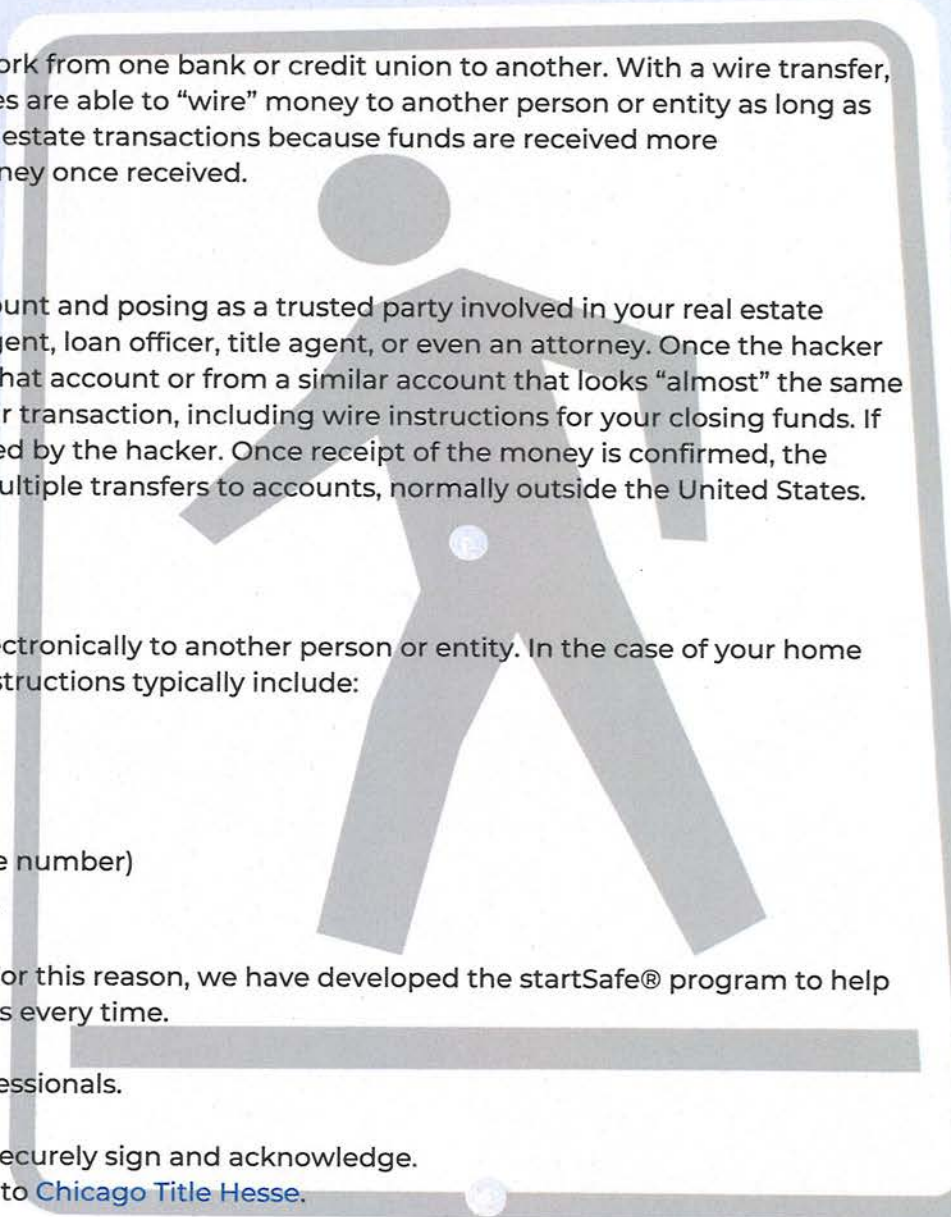 ork from one bank or credit union to another. With a wire transfer,
es are able to “wire” money to another person or entity as long as
estate transactions because funds are received more
ney once received.
ount and posing as a trusted party involved in your real estate
gent, loan officer, title agent, or even an attorney. Once the hacker
hat account or from a similar account that looks “almost” the same
r transaction, including wire instructions for your closing funds. If
ed by the hacker. Once receipt of the money is confirmed, the
ultiple transfers to accounts, normally outside the United States.
ectronically to another person or entity. In the case of your home
structions typically include:
e number)
or this reason, we have developed the startSafe® program to help
s every time.
essionals.
ecurely sign and acknowledge.
to Chicago Title Hesse.